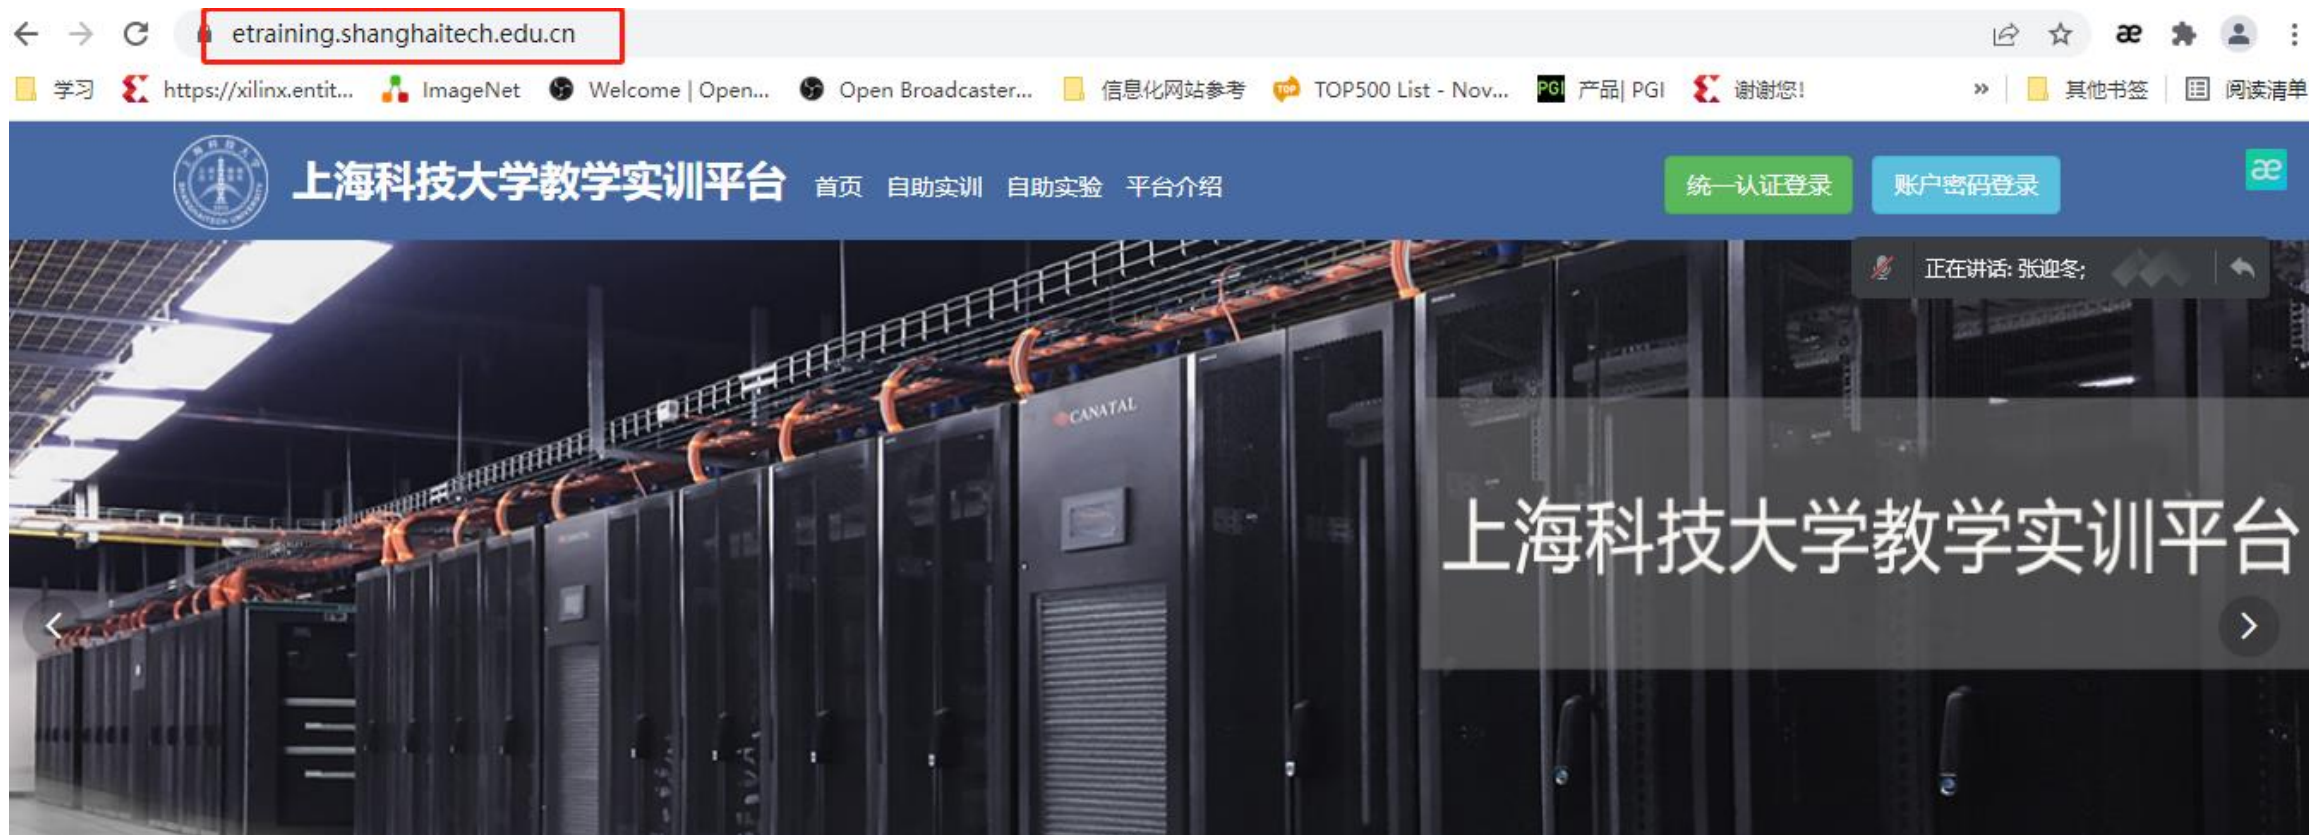 etraining.shanghaitech.edu.cn
学习 https://xilinx.entit... ImageNet Welcome | Open... Open Broadcaster... 信息化网站参考 TOP TOP500 List - Nov... PGI 产品| PGI 谢谢您! » 其他书签 阅读清单
上海科技大学教学实训平台 首页 自助实训 自助实验 平台介绍 统一认证登录 账户密码登录 æ
正在讲话: 张迎冬;
CANATAL
上海科技大学教学实训平台